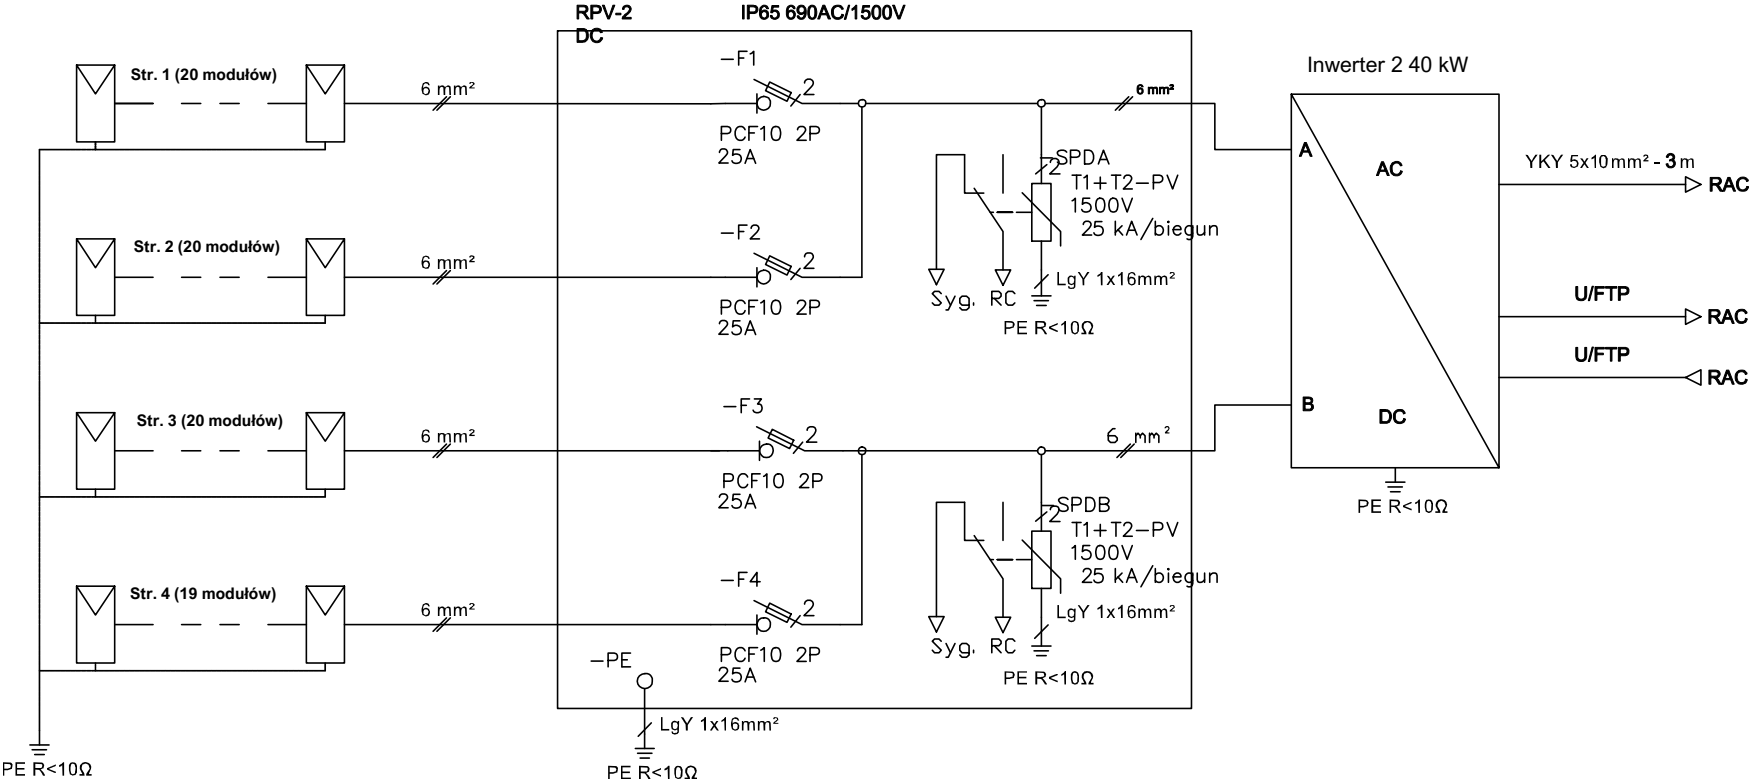 RPV-2 IP65 690AC/1500V
DC
Inwerter 2 40 kW
Str. 1 (20 modułów)
6 mm²
-F1
2
PCF10 2P
25A
6 mm²
SPDA
2
T1+T2-PV
1500V
25 kA/biegun
LgY 1x16mm²
Syg. RC
PE R<10Ω
A
AC
YKY 5x10mm² - 3 m
RAC
Str. 2 (20 modułów)
6 mm²
-F2
2
PCF10 2P
25A
U/FTP
RAC
U/FTP
RAC
Str. 3 (20 modułów)
6 mm²
-F3
2
PCF10 2P
25A
6 mm²
B
DC
PE R<10Ω
SPDB
2
T1+T2-PV
1500V
25 kA/biegun
LgY 1x16mm²
Syg. RC
PE R<10Ω
Str. 4 (19 modułów)
6 mm²
-F4
2
PCF10 2P
25A
-PE
LgY 1x16mm²
PE R<10Ω
PE R<10Ω